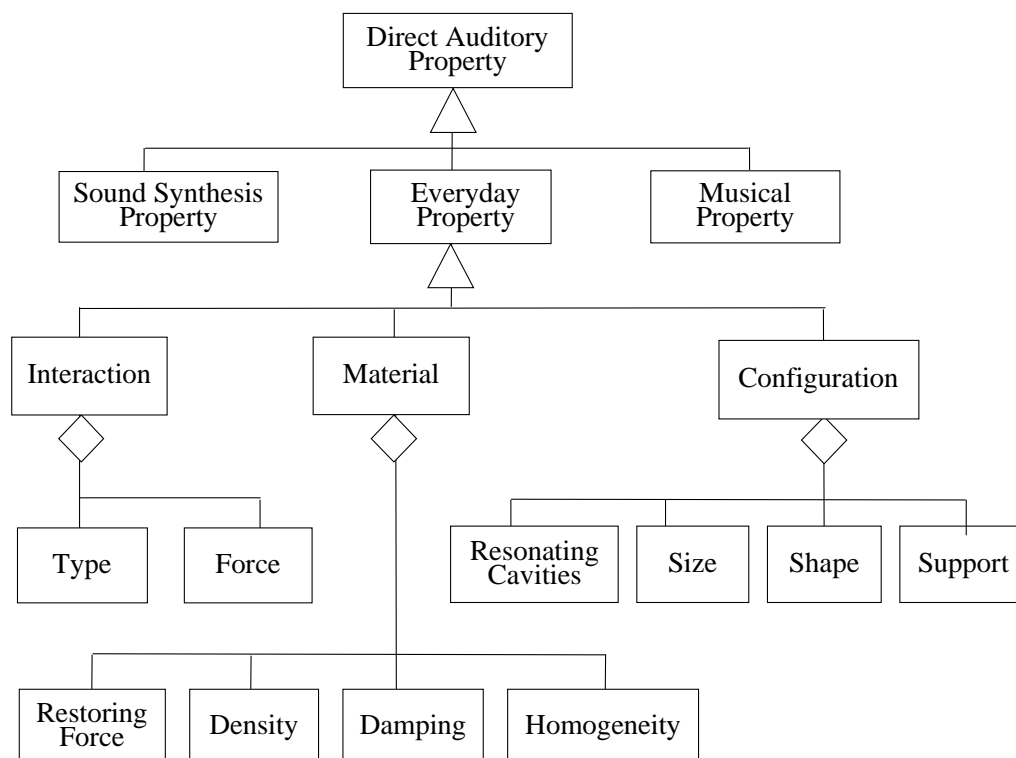 Direct Auditory
Property
Sound Synthesis
Property
Everyday
Property
Musical
Property
Interaction
Material
Configuration
Type
Force
Resonating
Cavities
Size
Shape
Support
Restoring
Force
Density
Damping
Homogeneity